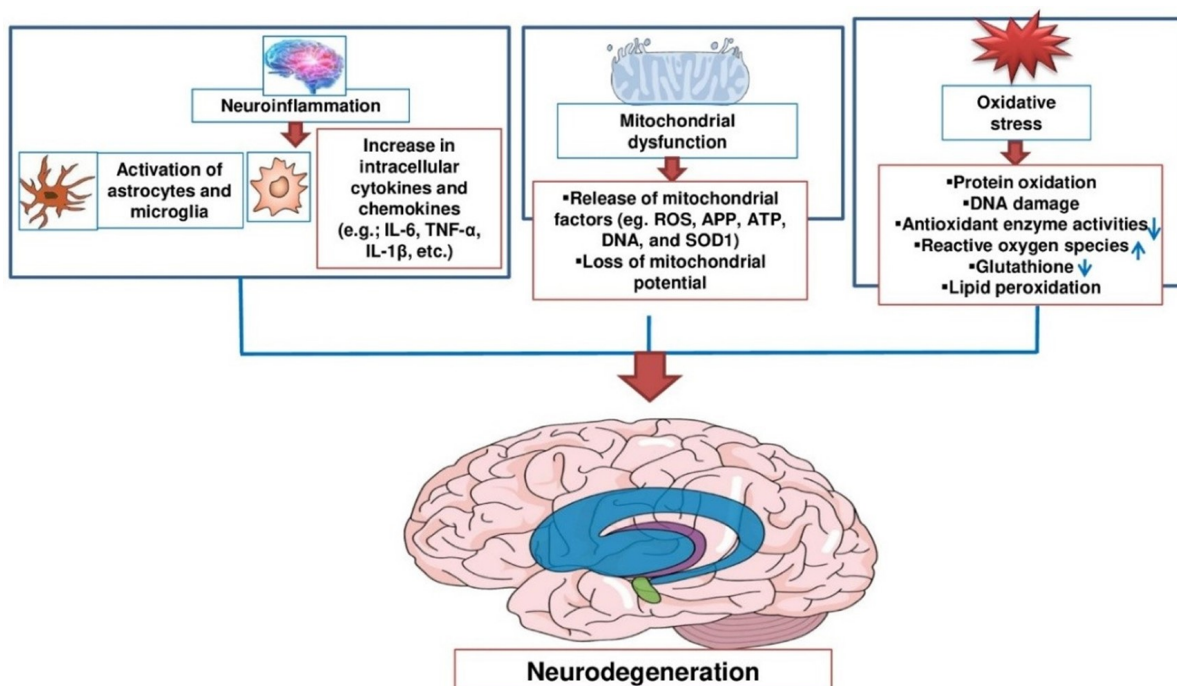 Neuroinflammation
Activation of
astrocytes and
microglia
Increase in
intracellular
cytokines and
chemokines
(e.g.; IL-6, TNF-α,
IL-1β, etc.)
Mitochondrial
dysfunction
▪Release of mitochondrial
factors (eg. ROS, APP, ATP,
DNA, and SOD1)
▪Loss of mitochondrial
potential
Oxidative
stress
▪Protein oxidation
▪DNA damage
▪Antioxidant enzyme activities↓
▪Reactive oxygen species↑
▪Glutathione↓
▪Lipid peroxidation
Neurodegeneration